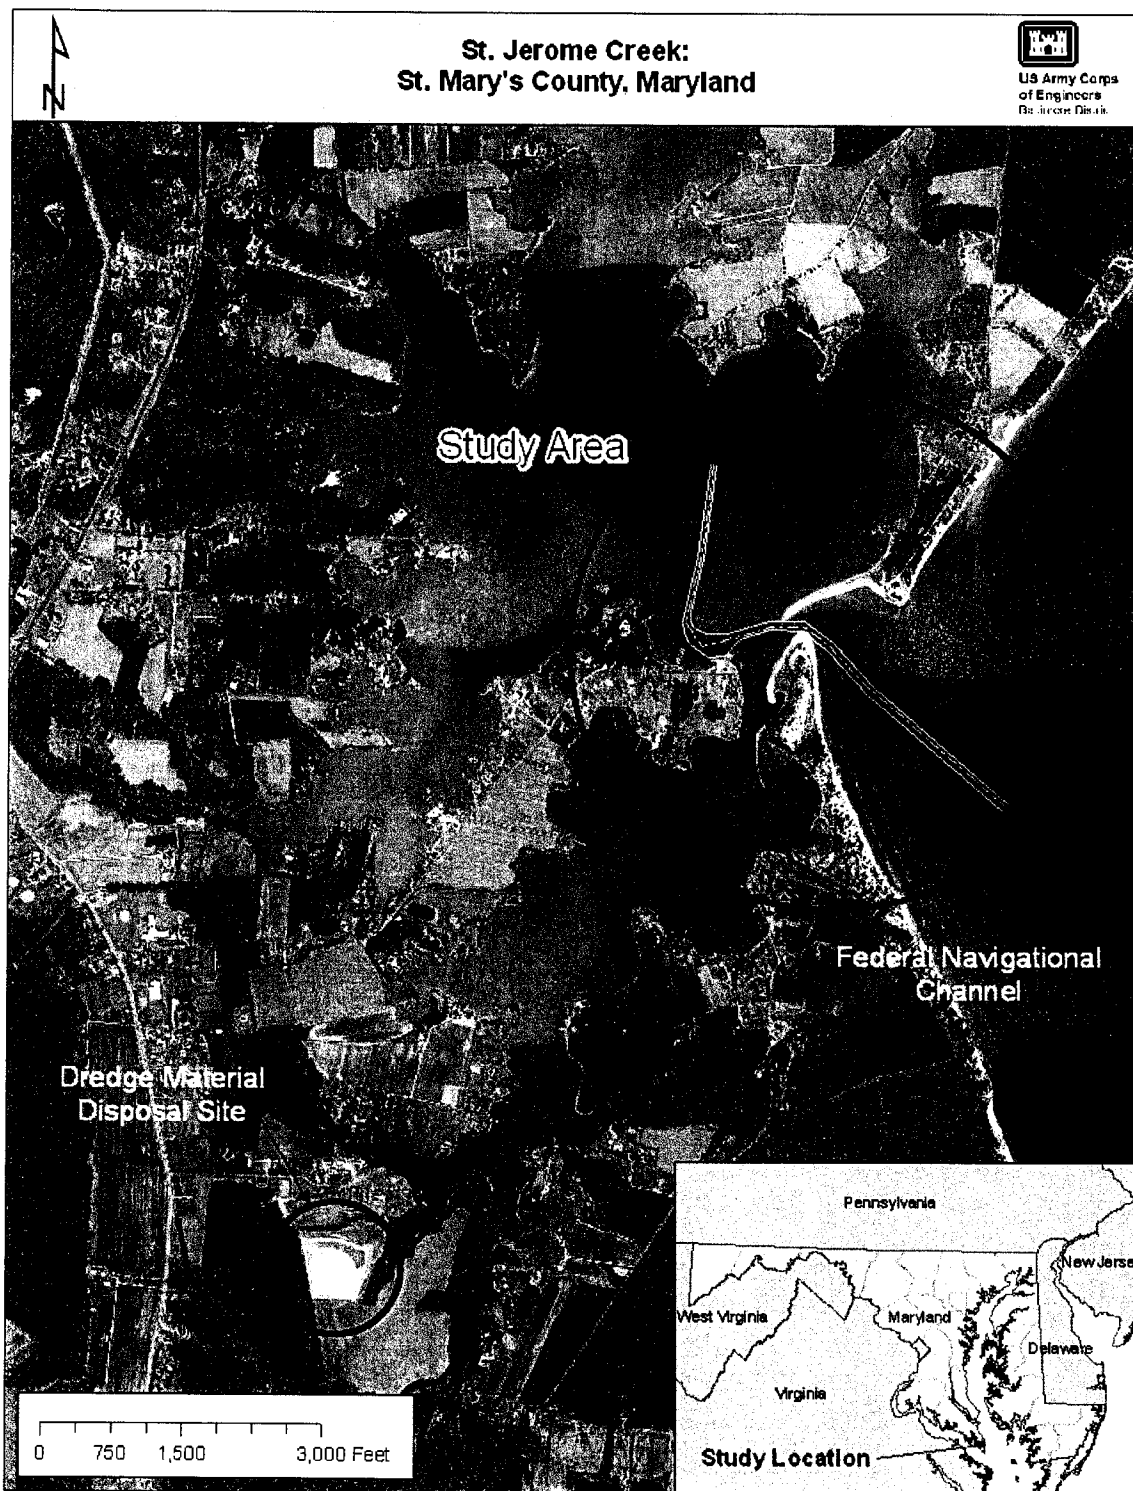 N
St. Jerome Creek:
St. Mary's County, Maryland
US Army Corps
of Engineers
Baltimore District
Study Area
Federal Navigational
Channel
Dredge Material
Disposal Site
0 750 1,500 3,000 Feet
Pennsylvania
New Jerse
West Virginia
Maryland
Delaware
Virginia
Study Location